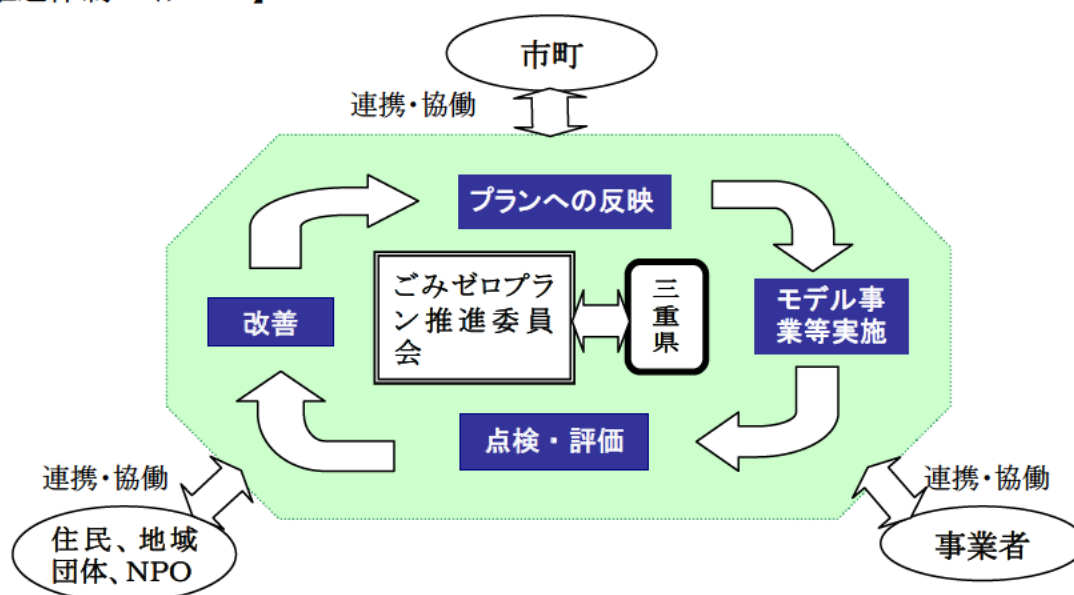 市町
連携・協働
プランへの反映
ごみゼロプラ
ン推進委員
会
三
重
県
モデル事
業等実施
改善
点検・評価
連携・協働
住民、地域
団体、NPO
連携・協働
事業者